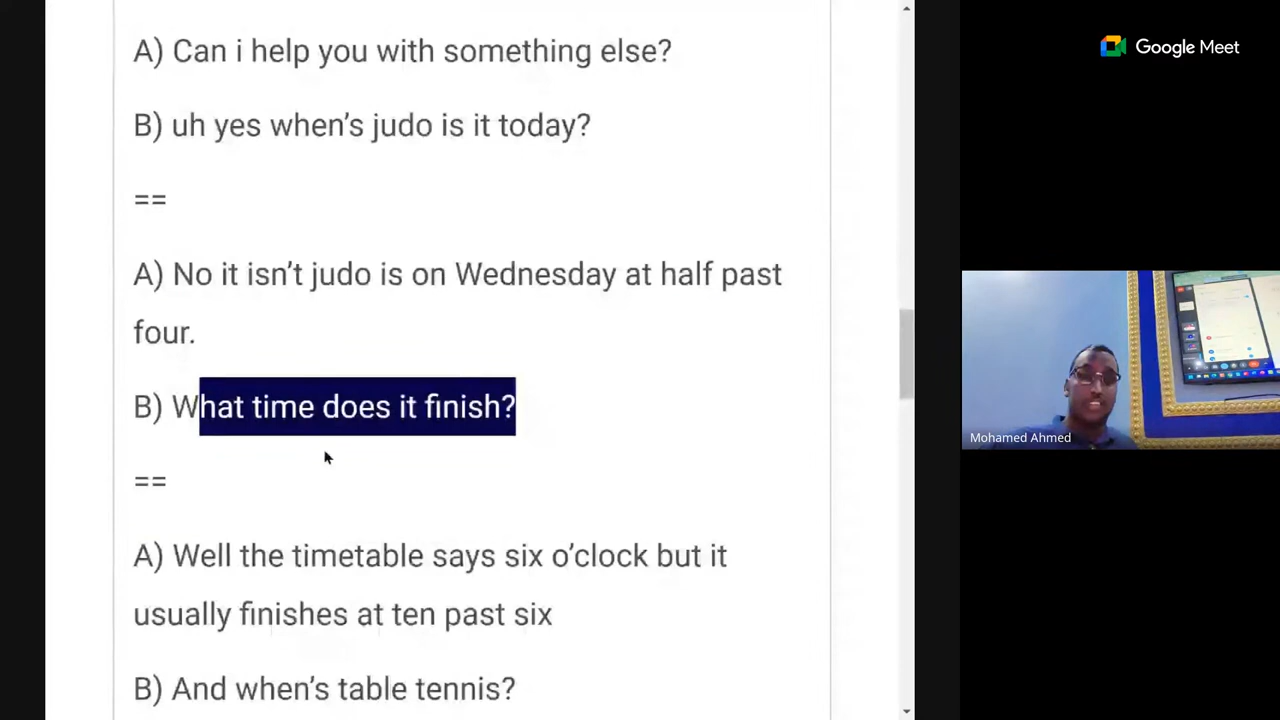 A) Can i help you with something else?
B) uh yes when's judo is it today?
==
A) No it isn't judo is on Wednesday at half past
four.
B) What time does it finish?
==
A) Well the timetable says six o'clock but it
usually finishes at ten past six
B) And when's table tennis?
Google Meet
Mohamed Ahmed